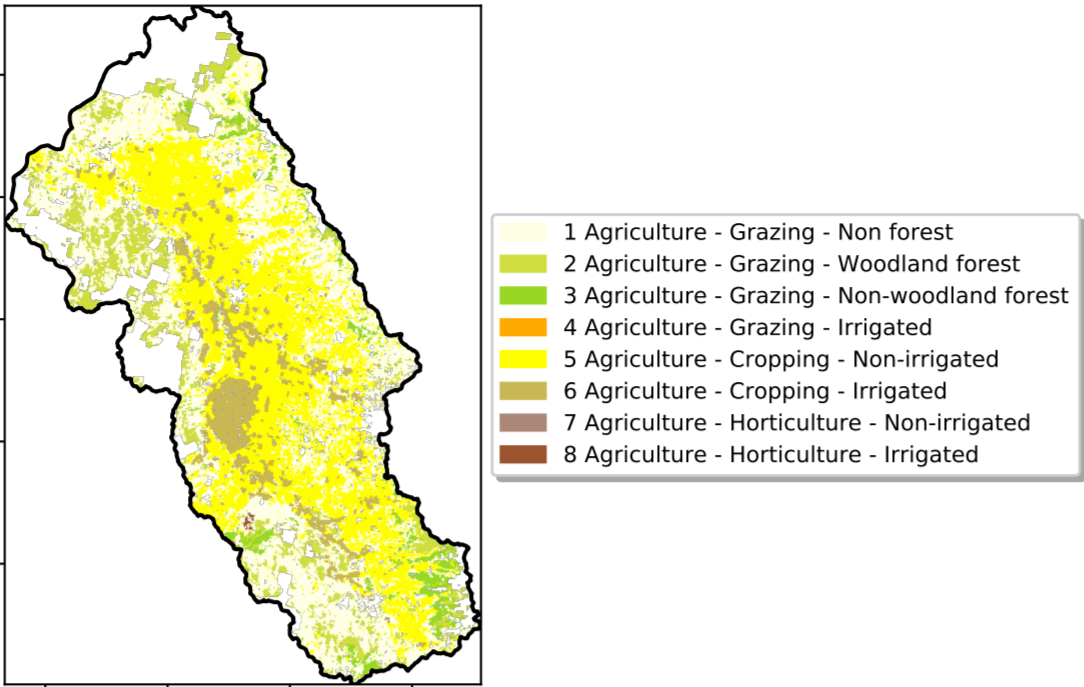 1 Agriculture - Grazing - Non forest
2 Agriculture - Grazing - Woodland forest
3 Agriculture - Grazing - Non-woodland forest
4 Agriculture - Grazing - Irrigated
5 Agriculture - Cropping - Non-irrigated
6 Agriculture - Cropping - Irrigated
7 Agriculture - Horticulture - Non-irrigated
8 Agriculture - Horticulture - Irrigated